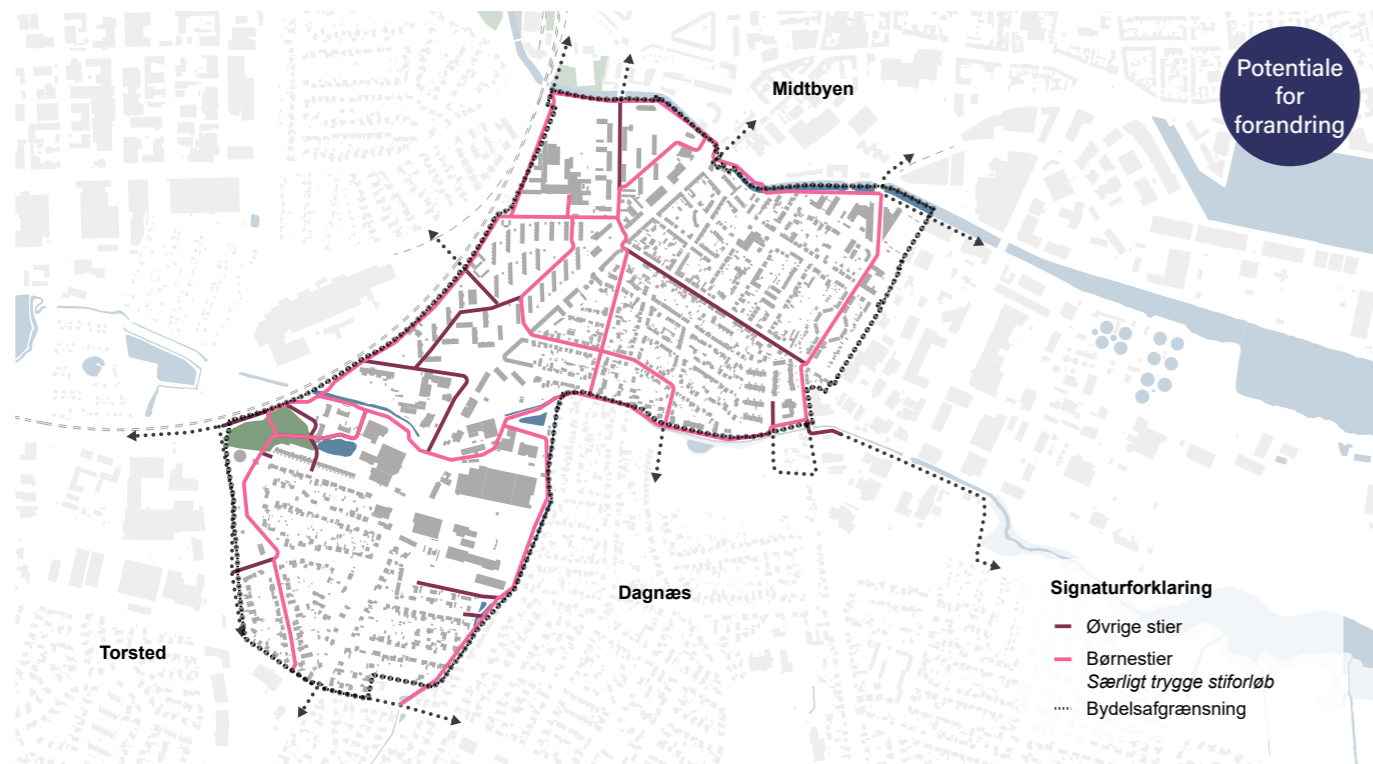 Potentiale
for
forandring
Midtbyen
Dagnæs
Torsted
Signaturforklaring
Øvrige stier
Børnestier
Særligt trygge stiforløb
Bydelsafgrænsning